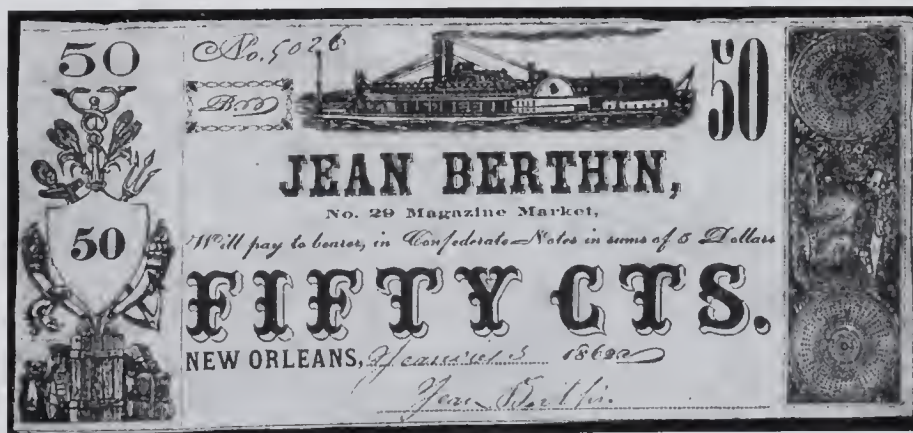 50
No. 5026
50
JEAN BERTHIN,
No. 29 Magazine Market,
50
Will pay to bearer, in Confederate Notes in sums of 5 Dollars
FIFTY CTS.
NEW ORLEANS, 1862
Jean Berthin